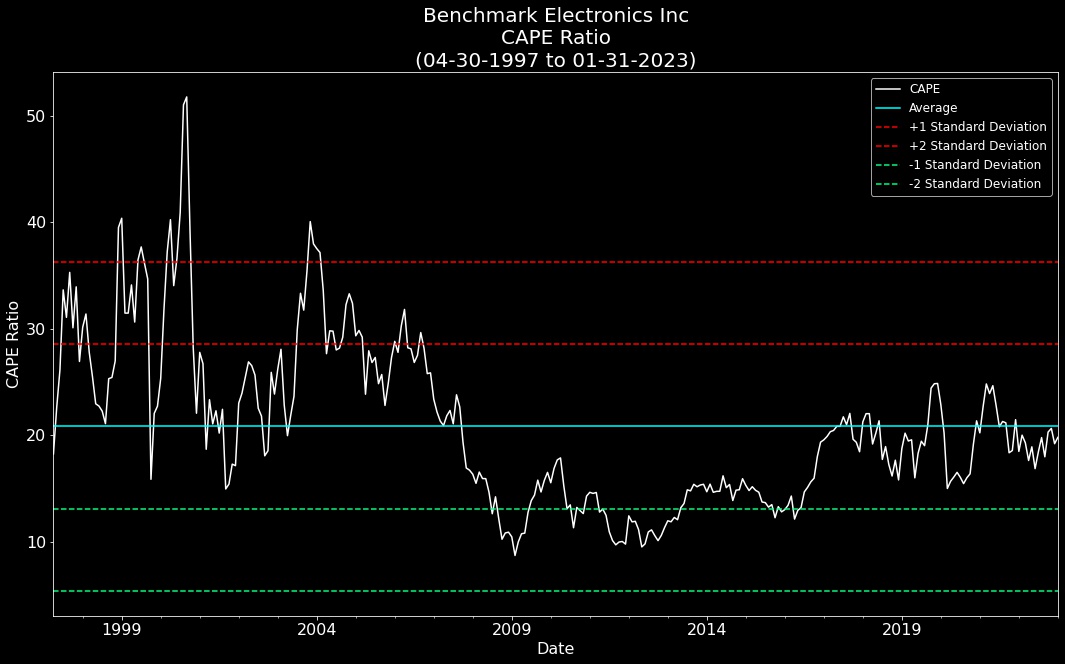 Benchmark Electronics Inc
CAPE Ratio
(04-30-1997 to 01-31-2023)
CAPE
Average
+1 Standard Deviation
+2 Standard Deviation
-1 Standard Deviation
-2 Standard Deviation
CAPE Ratio
50
40
30
20
10
1999 2004 2009 2014 2019
Date